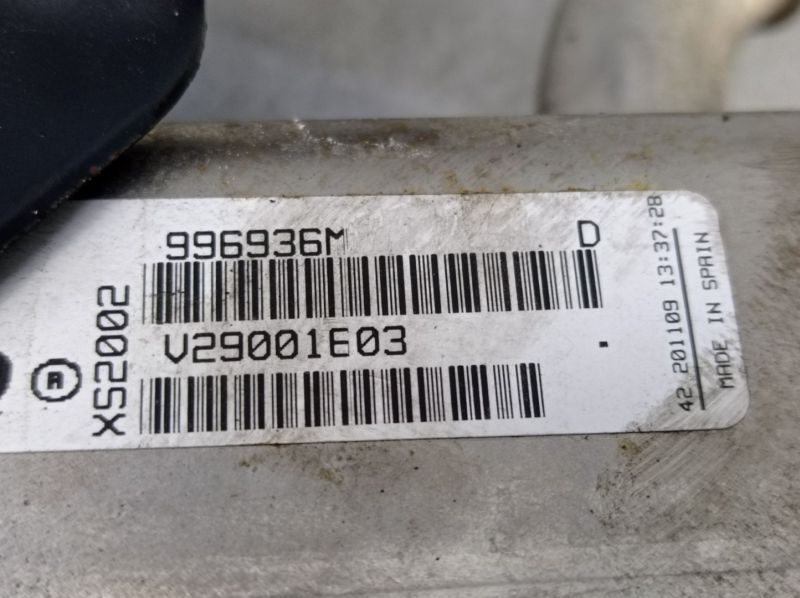 996936M D
V29001E03
XS2002
R
42 201109 13:37:28
MADE IN SPAIN